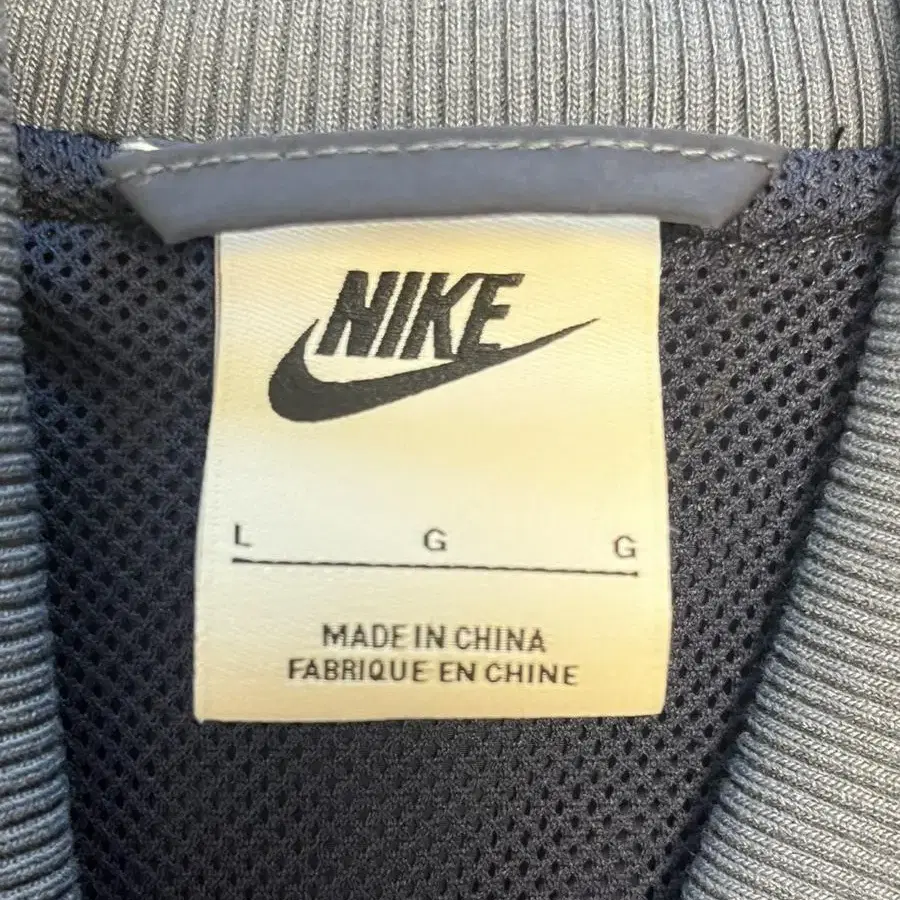 NIKE
L G G
MADE IN CHINA
FABRIQUE EN CHINE